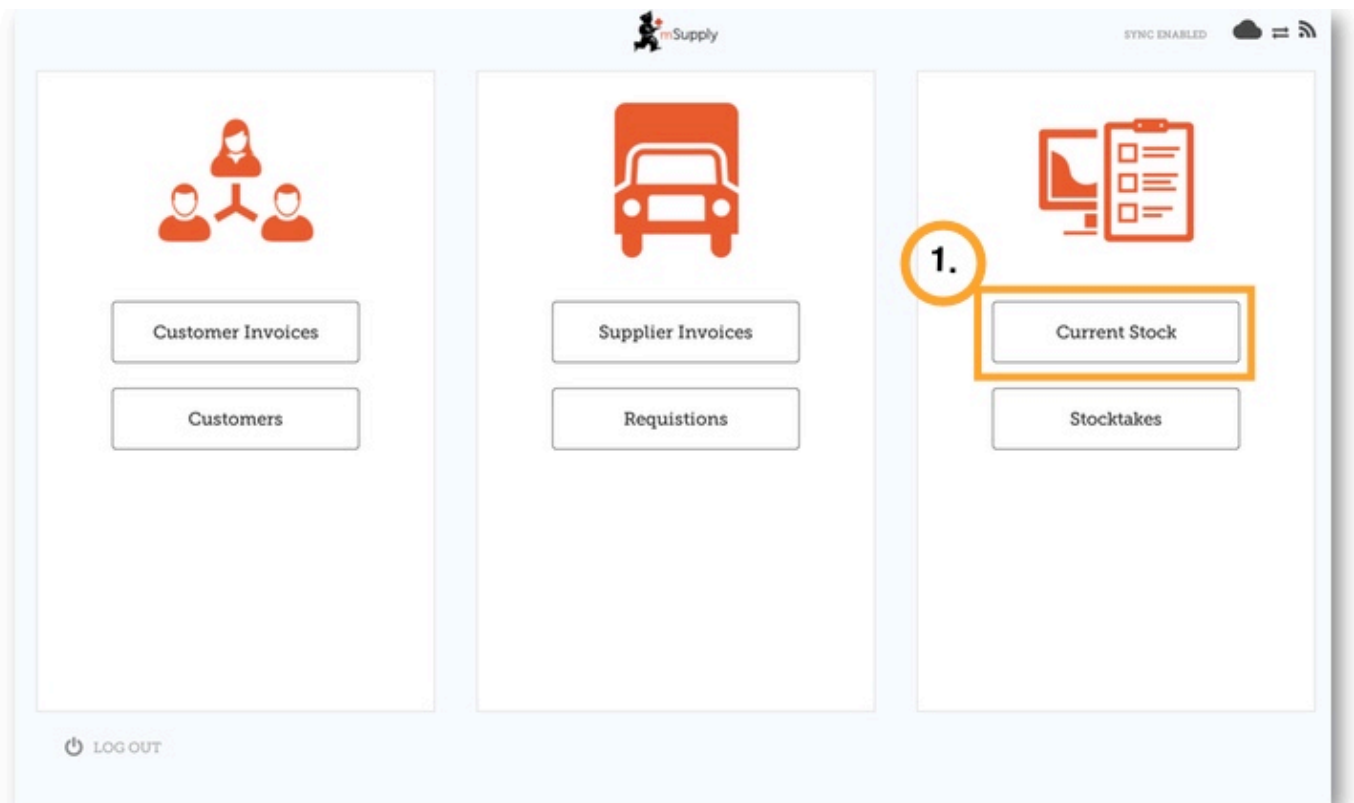 mSupply
SYNC ENABLED
1.
Customer Invoices
Supplier Invoices
Current Stock
Customers
Requistions
Stocktakes
LOG OUT